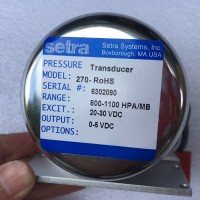 setra
Setra Systems, Inc.
Boxborough, MA USA
PRESSURE Transducer
MODEL: 270- RoHS
SERIAL #: 6302090
RANGE: 800-1100 HPA/MB
EXCIT.: 20-30 VDC
OUTPUT: 0-5 VDC
OPTIONS: